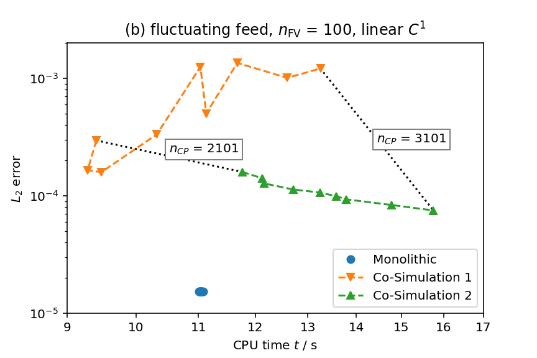 (b) fluctuating feed, n_FV = 100, linear C^1
10^−3
10^−4
10^−5
L_2 error
n_CP = 2101
n_CP = 3101
Monolithic
Co-Simulation 1
Co-Simulation 2
9 10 11 12 13 14 15 16 17
CPU time t / s